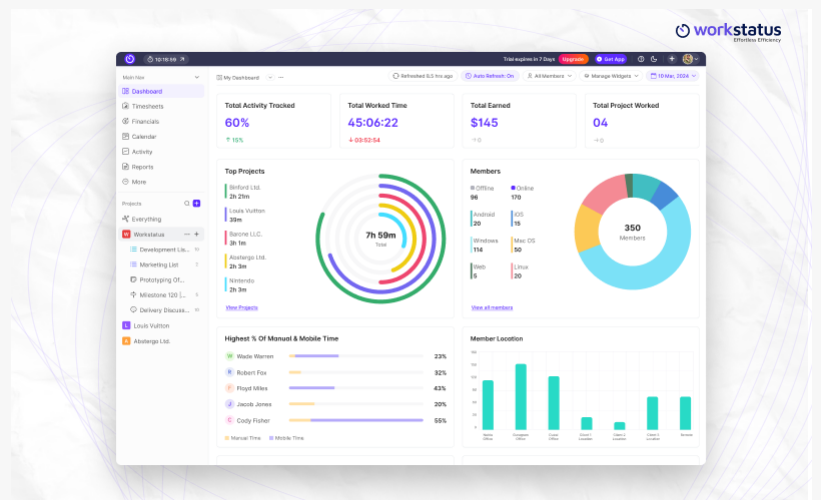 workstatus
Effortless Efficiency
10:18:59
Trial expires in 7 Days
Upgrade
Get App
Main Nav
My Dashboard
Auto Refresh: On
All Members
Manage Widgets
10 Mar, 2024
Dashboard
Timesheets
Financials
Calendar
Activity
Reports
More
Projects
Everything
Workstatus
Development Lis...
Marketing List
Prototyping Of...
Milestone 120 |...
Delivery Discuss...
Louis Vuitton
Abstergo Ltd.
Total Activity Tracked
60%
15%
Total Worked Time
45:06:22
03:52:54
Total Earned
$145
0
Total Project Worked
04
0
Top Projects
Binford Ltd.
2h 21m
Louis Vuitton
39m
Barone LLC.
3h 1m
Abstergo Ltd.
2h 3m
Nintendo
2h 3m
View Projects
7h 59m
Total
Members
Offline
96
Online
170
Android
20
iOS
15
Windows
114
Mac OS
50
Web
5
Linux
20
View all members
350
Members
Highest % Of Manual & Mobile Time
W Wade Warren 23%
R Robert Fox 32%
F Floyd Miles 43%
J Jacob Jones 20%
C Cody Fisher 55%
Manual Time Mobile Time
Member Location